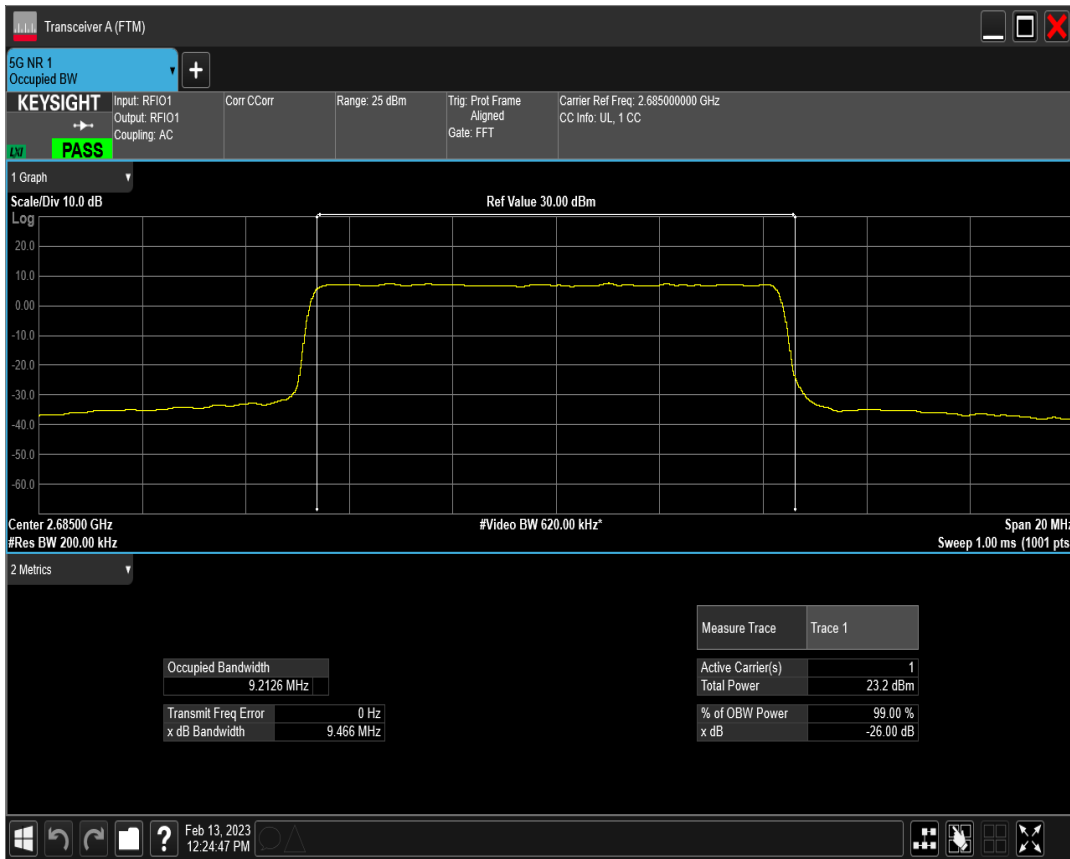 Transceiver A (FTM)
5G NR 1
Occupied BW
+
KEYSIGHT
LXI
PASS
Input: RFIO1
Output: RFIO1
Coupling: AC
Corr CCorr
Range: 25 dBm
Trig: Prot Frame
Aligned
Gate: FFT
Carrier Ref Freq: 2.685000000 GHz
CC Info: UL, 1 CC
1 Graph
Scale/Div 10.0 dB
Ref Value 30.00 dBm
Log
20.0
10.0
0.00
-10.0
-20.0
-30.0
-40.0
-50.0
-60.0
Center 2.68500 GHz
#Video BW 620.00 kHz*
Span 20 MHz
#Res BW 200.00 kHz
Sweep 1.00 ms (1001 pts
2 Metrics
Measure Trace Trace 1
Occupied Bandwidth
9.2126 MHz
Active Carrier(s) 1
Total Power 23.2 dBm
Transmit Freq Error 0 Hz
x dB Bandwidth 9.466 MHz
% of OBW Power 99.00 %
x dB -26.00 dB
?
Feb 13, 2023
12:24:47 PM